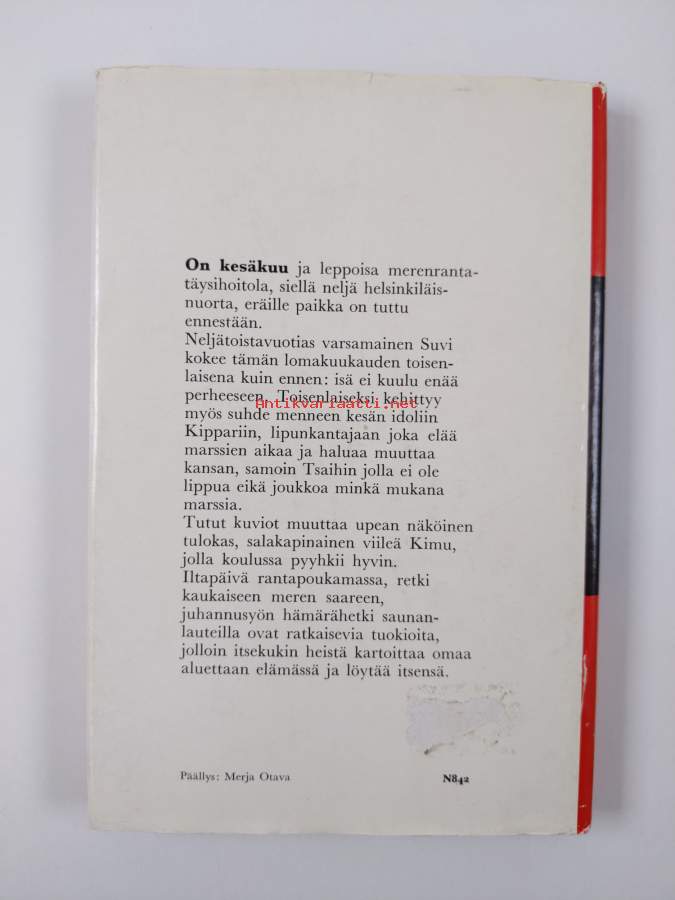 On kesäkuu ja leppoisa merenranta-
täysihoitola, siellä neljä helsinkiläis-
nuorta, eräille paikka on tuttu
ennestään.
Neljätoistavuotias varsamainen Suvi
kokee tämän lomakuukauden toisen-
laisena kuin ennen: isä ei kuulu enää
perheeseen. Toisenlaiseksi kehittyy
Antikvariaatti.net
myös suhde menneen kesän idoliin
Kippariin, lipunkantajaan joka elää
marssien aikaa ja haluaa muuttaa
kansan, samoin Tsaihin jolla ei ole
lippua eikä joukkoa minkä mukana
marssia.
Tutut kuviot muuttaa upean näköinen
tulokas, salakapinainen viileä Kimu,
jolla koulussa pyyhkii hyvin.
Iltapäivä rantapoukamassa, retki
kaukaiseen meren saareen,
juhannusyön hämärähetki saunan-
lauteilla ovat ratkaisevia tuokioita,
jolloin itsekukin heistä kartoittaa omaa
aluettaan elämässä ja löytää itsensä.
Päällys: Merja Otava
N842